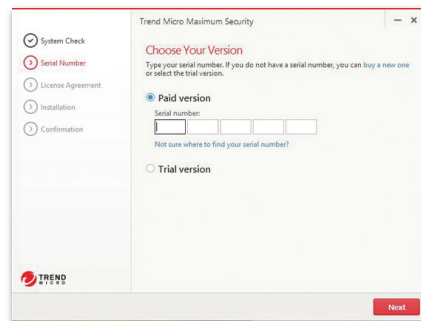 Trend Micro Maximum Security
System Check
Serial Number
License Agreement
Installation
Confirmation
Choose Your Version
Type your serial number. If you do not have a serial number, you can buy a new one
or select the trial version.
Paid version
Serial number:
Not sure where to find your serial number?
Trial version
TREND
MICRO
Next